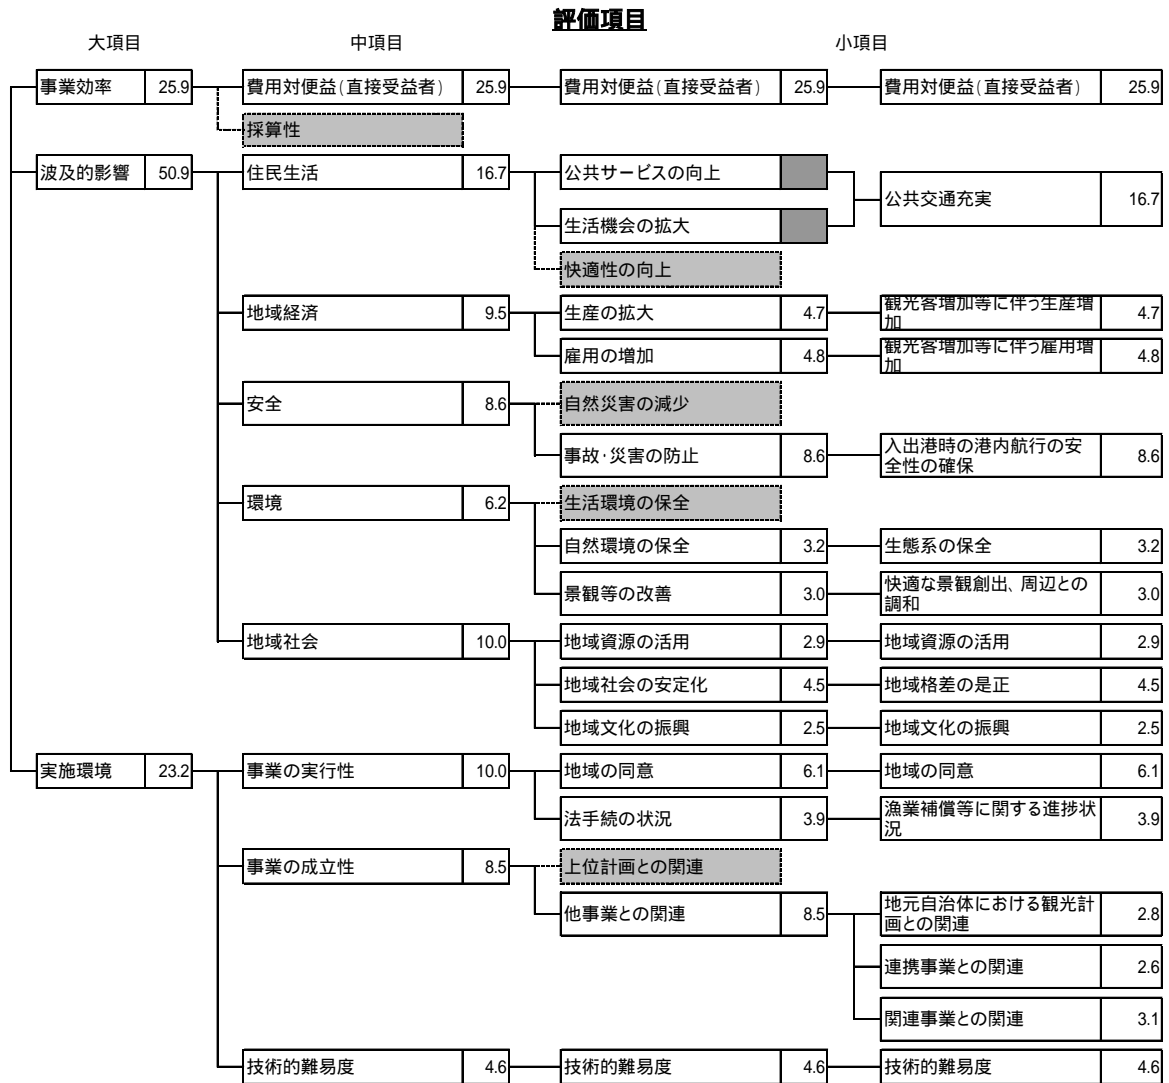 評価項目
大項目 中項目 小項目
事業効率 25.9 費用対便益(直接受益者) 25.9 費用対便益(直接受益者) 25.9 費用対便益(直接受益者) 25.9
採算性
波及的影響 50.9 住民生活 16.7 公共サービスの向上
公共交通充実 16.7
生活機会の拡大
快適性の向上
地域経済 9.5 生産の拡大 4.7 観光客増加等に伴う生産増
加 4.7
雇用の増加 4.8 観光客増加等に伴う雇用増
加 4.8
安全 8.6 自然災害の減少
事故・災害の防止 8.6 入出港時の港内航行の安
全性の確保 8.6
環境 6.2 生活環境の保全
自然環境の保全 3.2 生態系の保全 3.2
景観等の改善 3.0 快適な景観創出、周辺との
調和 3.0
地域社会 10.0 地域資源の活用 2.9 地域資源の活用 2.9
地域社会の安定化 4.5 地域格差の是正 4.5
地域文化の振興 2.5 地域文化の振興 2.5
実施環境 23.2 事業の実行性 10.0 地域の同意 6.1 地域の同意 6.1
法手続の状況 3.9 漁業補償等に関する進捗状
況 3.9
事業の成立性 8.5 上位計画との関連
他事業との関連 8.5 地元自治体における観光計
画との関連 2.8
連携事業との関連 2.6
関連事業との関連 3.1
技術的難易度 4.6 技術的難易度 4.6 技術的難易度 4.6